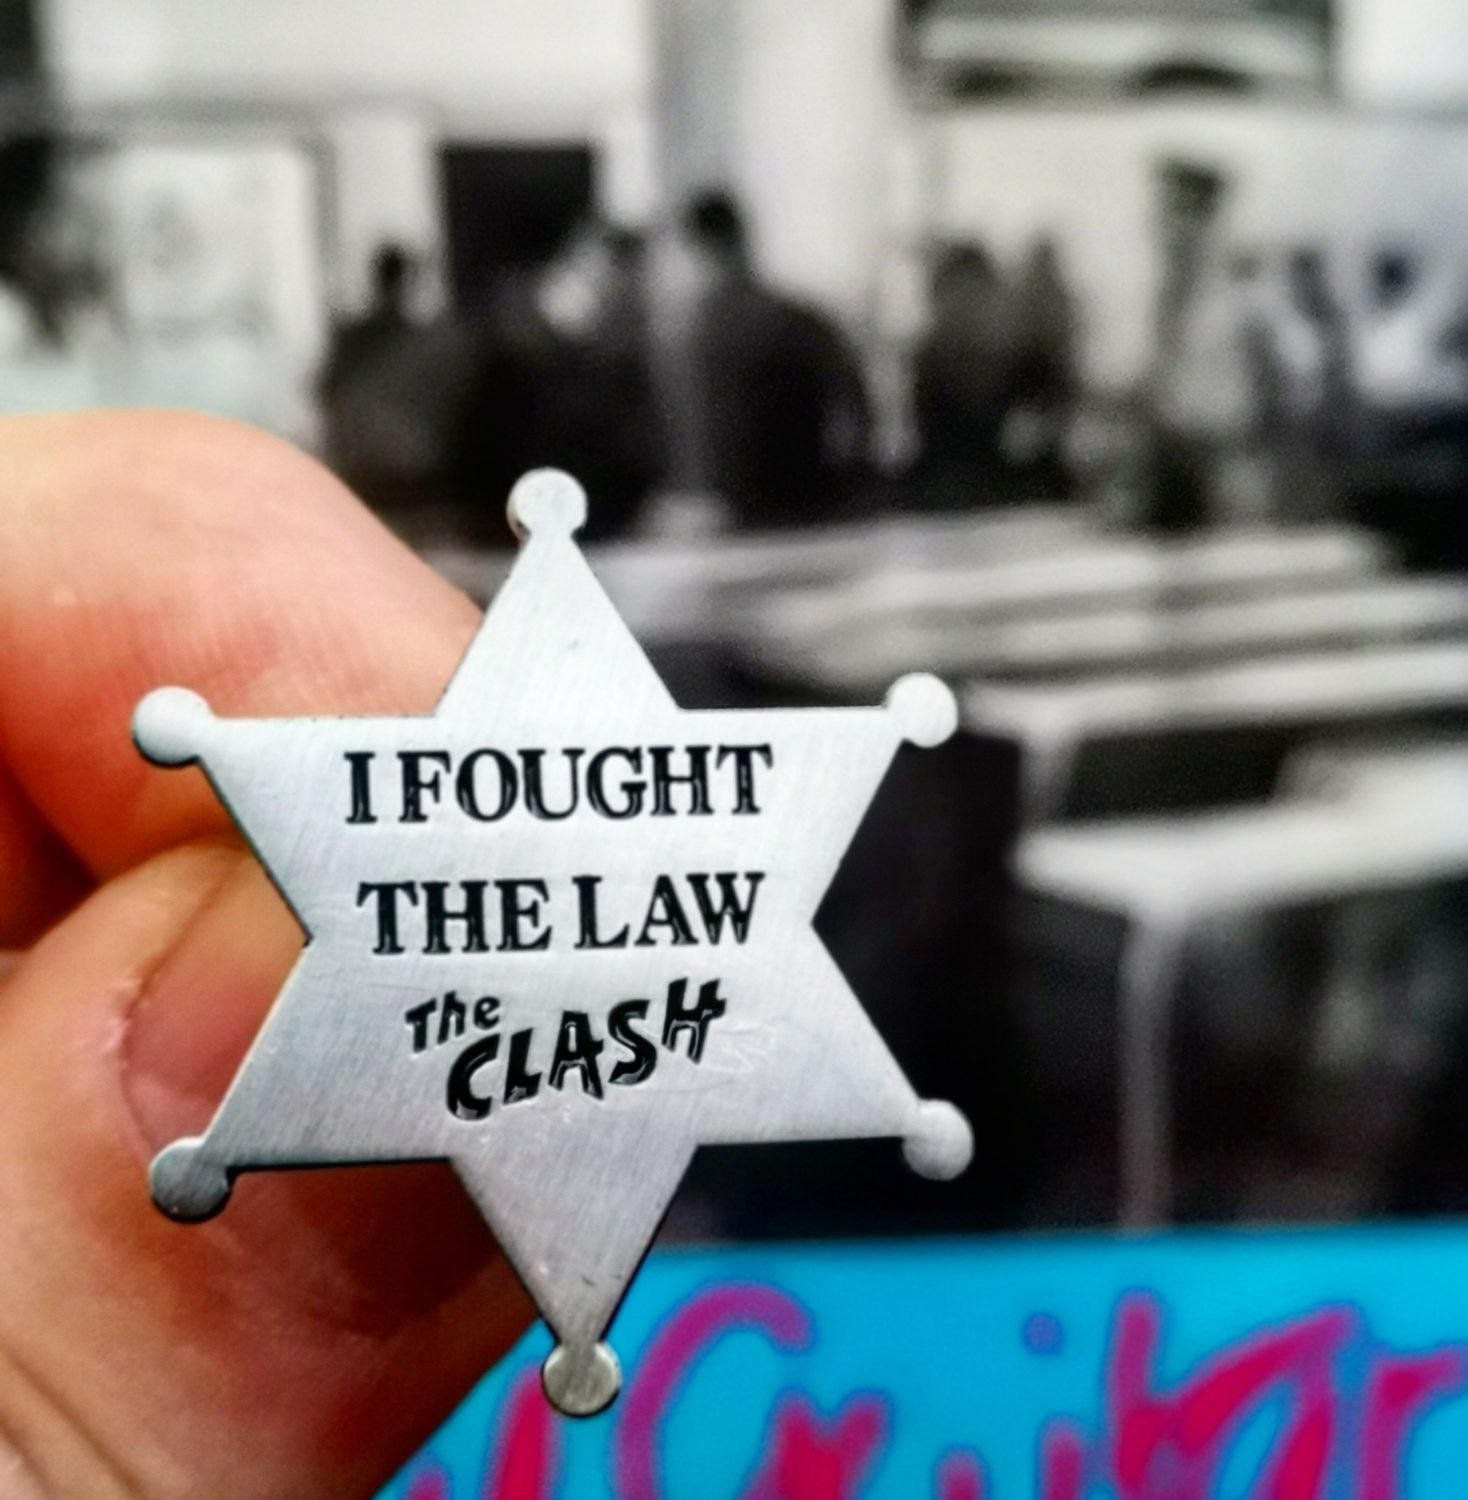 I FOUGHT
THE LAW
The
CLASH